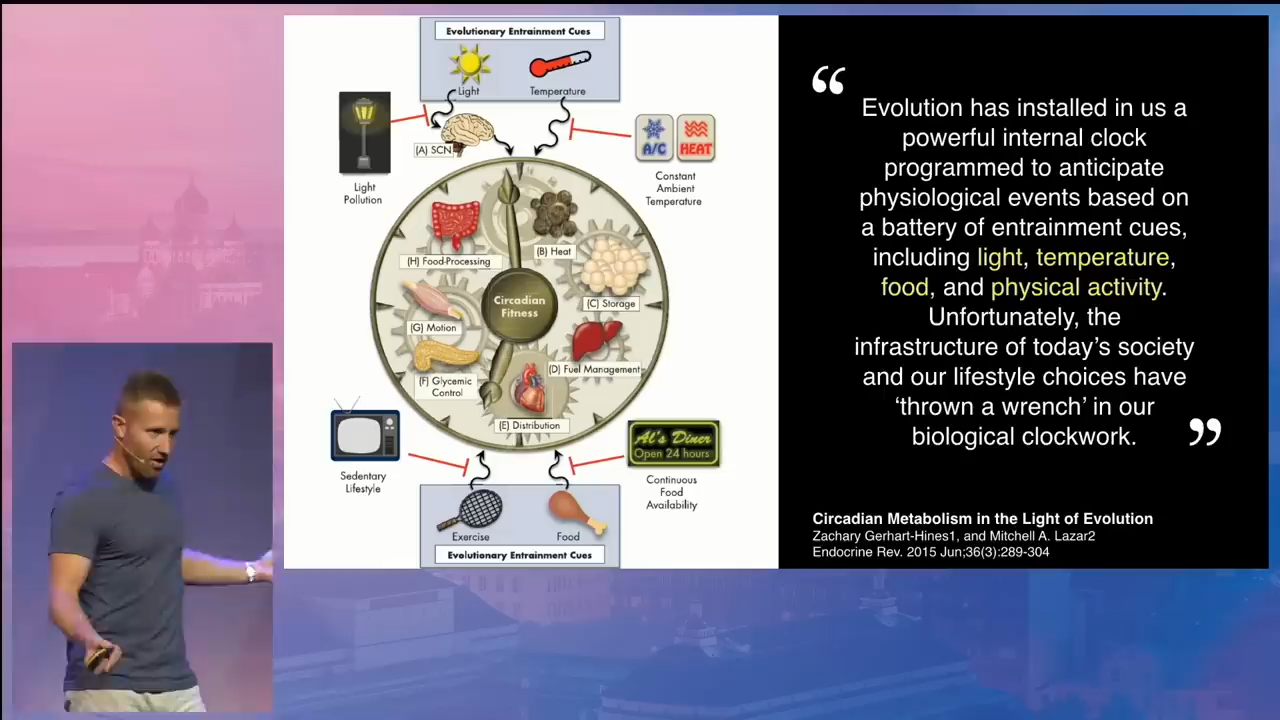 Evolutionary Entrainment Cues
Light
Temperature
(A) SCN
A/C
HEAT
Light
Pollution
Constant
Ambient
Temperature
(H) Food-Processing
(B) Heat
(C) Storage
Circadian
Fitness
(G) Motion
(D) Fuel Management
(F) Glycemic
Control
(E) Distribution
Al's Diner
Open 24 hours
Sedentary
Lifestyle
Continuous
Food
Availability
Exercise
Food
Evolutionary Entrainment Cues
“
Evolution has installed in us a
powerful internal clock
programmed to anticipate
physiological events based on
a battery of entrainment cues,
including light, temperature,
food, and physical activity.
Unfortunately, the
infrastructure of today’s society
and our lifestyle choices have
‘thrown a wrench’ in our
biological clockwork.
”
Circadian Metabolism in the Light of Evolution
Zachary Gerhart-Hines1, and Mitchell A. Lazar2
Endocrine Rev. 2015 Jun;36(3):289-304